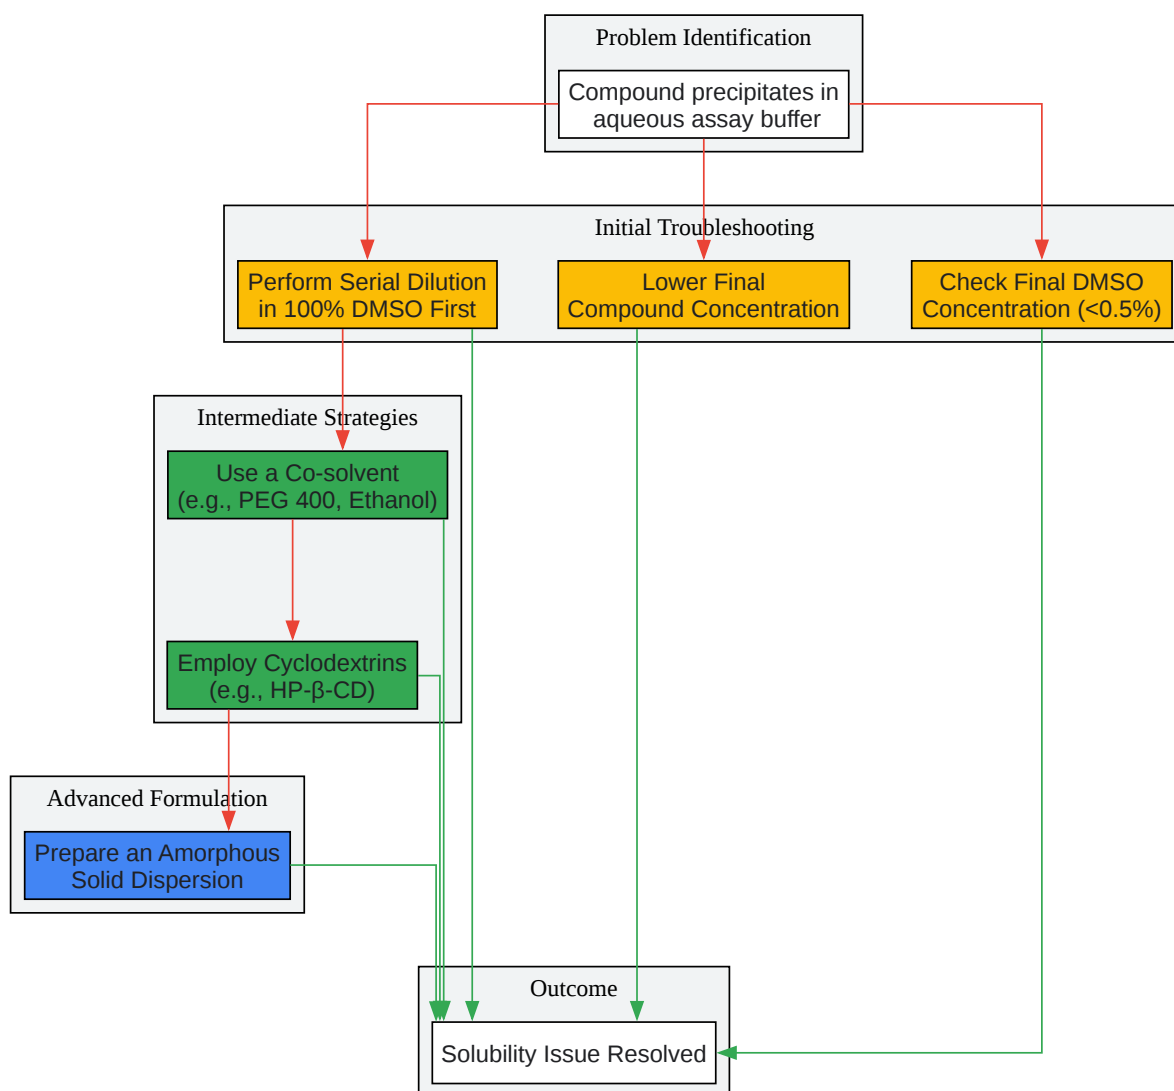 Problem Identification
Compound precipitates in
aqueous assay buffer
Initial Troubleshooting
Perform Serial Dilution
in 100% DMSO First
Lower Final
Compound Concentration
Check Final DMSO
Concentration (<0.5%)
Intermediate Strategies
Use a Co-solvent
(e.g., PEG 400, Ethanol)
Employ Cyclodextrins
(e.g., HP-β-CD)
Advanced Formulation
Prepare an Amorphous
Solid Dispersion
Outcome
Solubility Issue Resolved